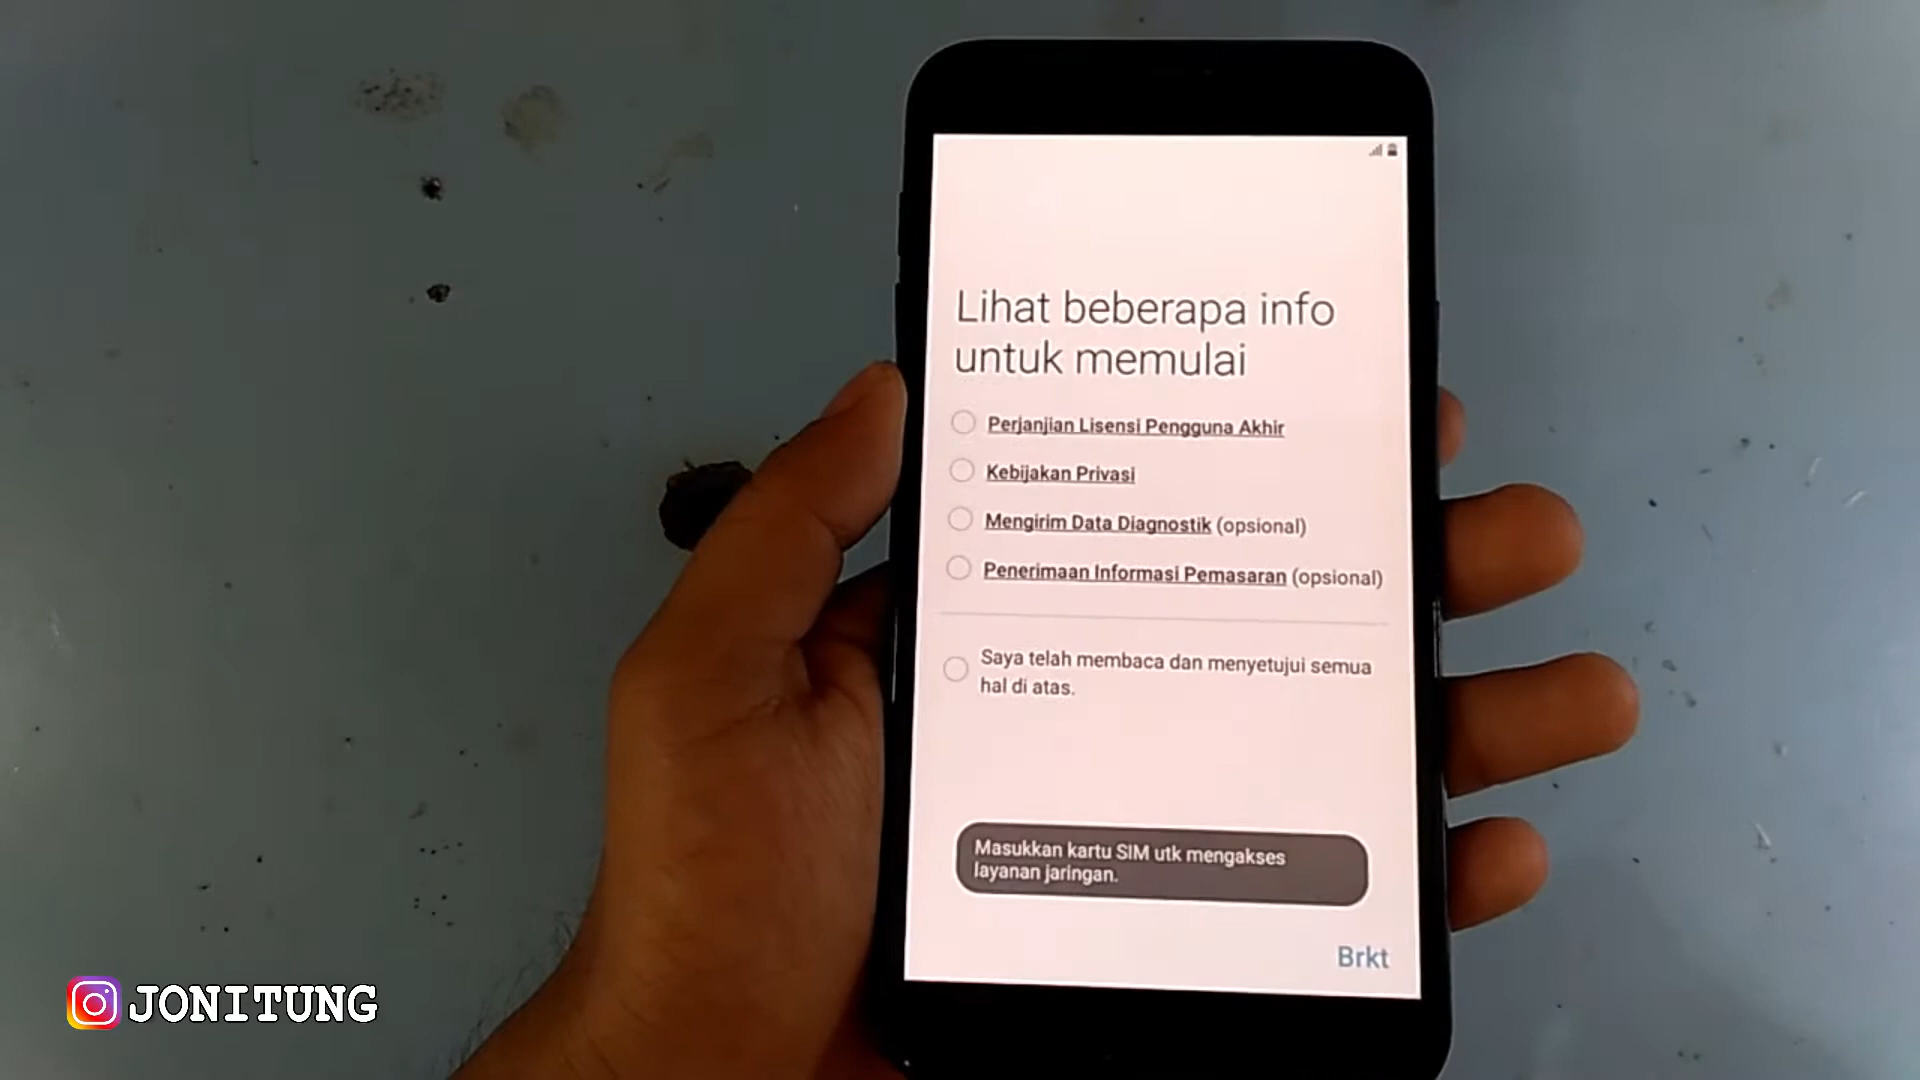 Lihat beberapa info
untuk memulai
Perjanjian Lisensi Pengguna Akhir
Kebijakan Privasi
Mengirim Data Diagnostik (opsional)
Penerimaan Informasi Pemasaran (opsional)
Saya telah membaca dan menyetujui semua
hal di atas.
Masukkan kartu SIM utk mengakses
layanan jaringan.
Brkt
JONITUNG